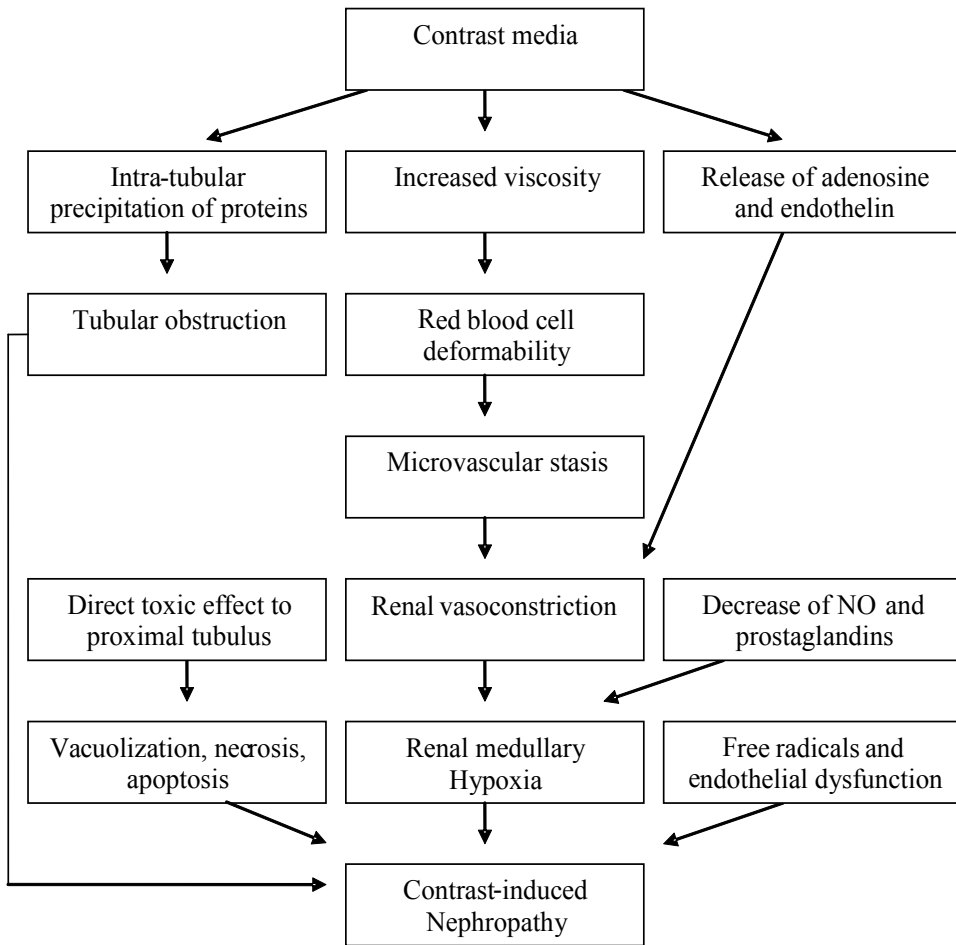 Contrast media
Intra-tubular
precipitation of proteins
Increased viscosity
Release of adenosine
and endothelin
Tubular obstruction
Red blood cell
deformability
Microvascular stasis
Direct toxic effect to
proximal tubulus
Renal vasoconstriction
Decrease of NO and
prostaglandins
Vacuolization, necrosis,
apoptosis
Renal medullary
Hypoxia
Free radicals and
endothelial dysfunction
Contrast-induced
Nephropathy